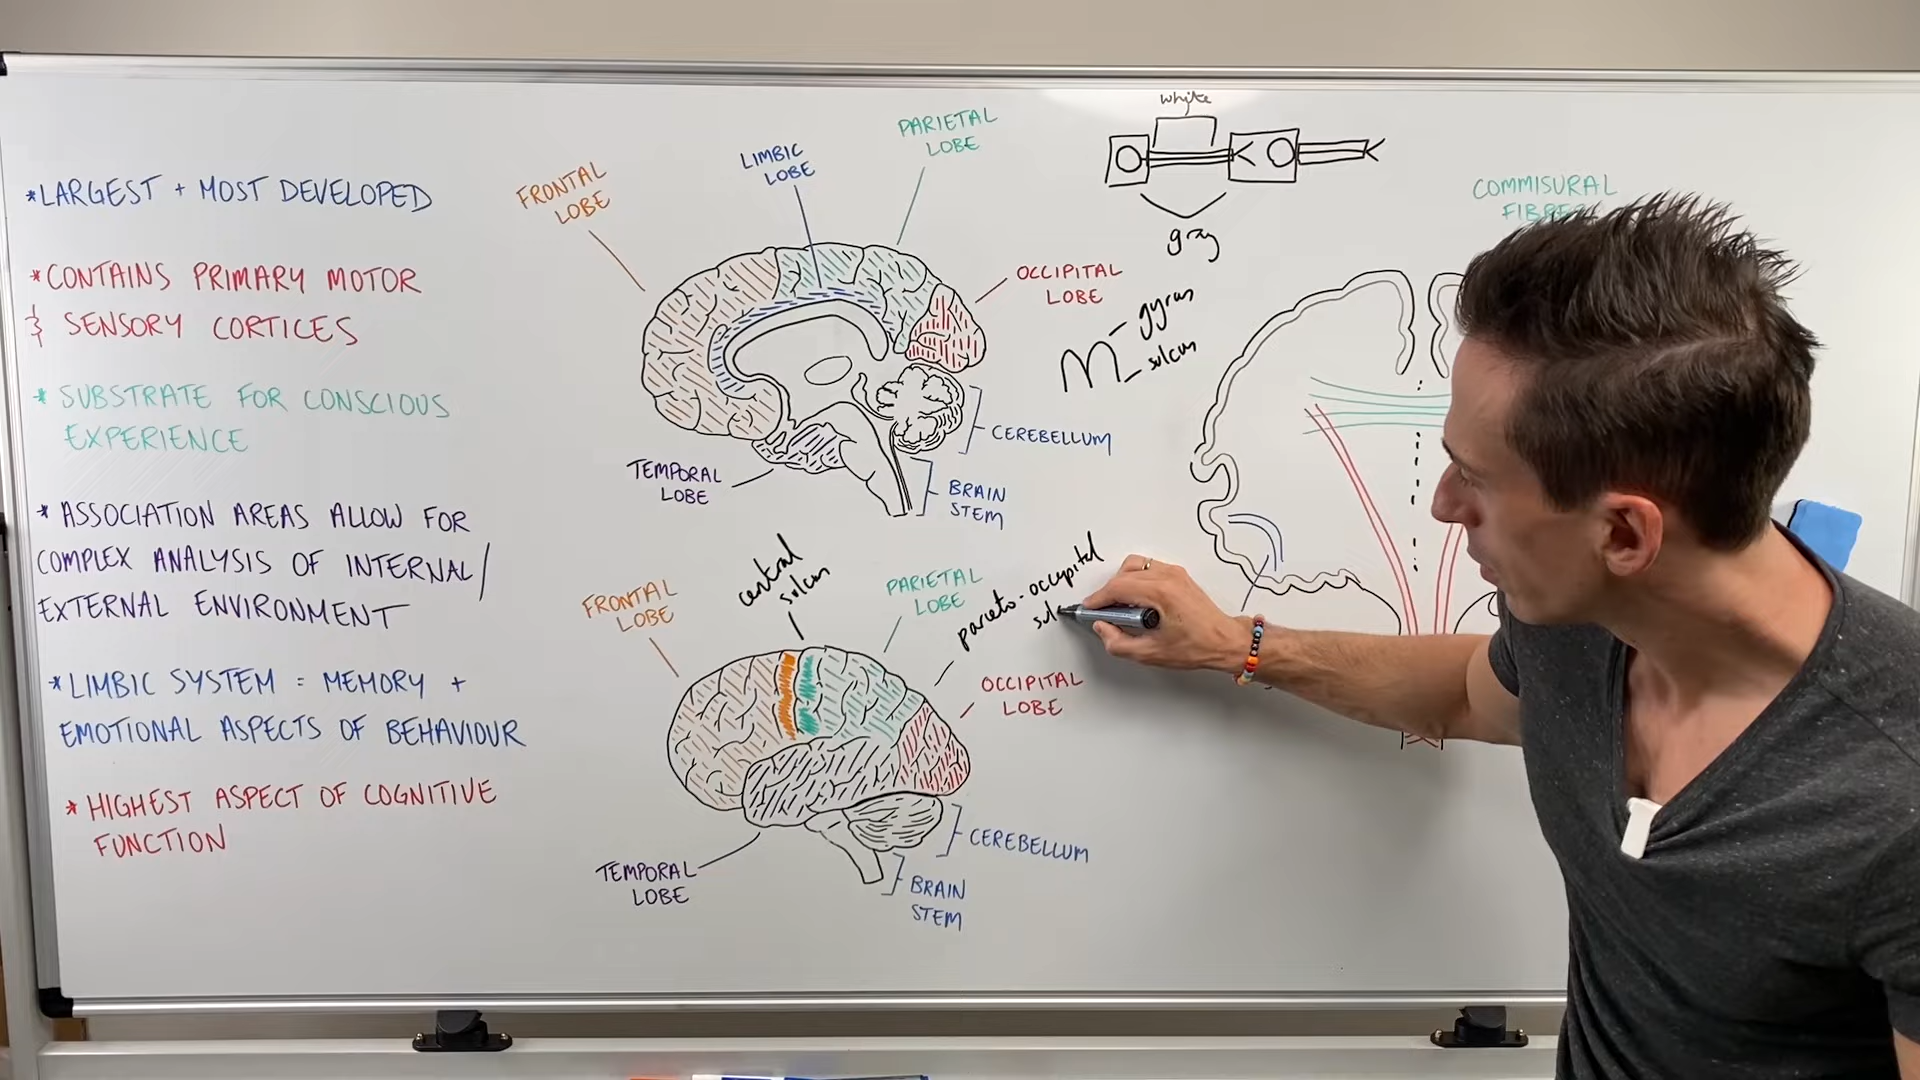 *LARGEST + MOST DEVELOPED
*CONTAINS PRIMARY MOTOR
& SENSORY CORTICES
* SUBSTRATE FOR CONSCIOUS
EXPERIENCE
* ASSOCIATION AREAS ALLOW FOR
COMPLEX ANALYSIS OF INTERNAL/
EXTERNAL ENVIRONMENT
*LIMBIC SYSTEM = MEMORY +
EMOTIONAL ASPECTS OF BEHAVIOUR
*HIGHEST ASPECT OF COGNITIVE
FUNCTION
FRONTAL
LOBE
LIMBIC
LOBE
PARIETAL
LOBE
OCCIPITAL
LOBE
CEREBELLUM
BRAIN
STEM
TEMPORAL
LOBE
FRONTAL
LOBE
central
sulcus
PARIETAL
LOBE
parieto-occipital
sul
OCCIPITAL
LOBE
CEREBELLUM
BRAIN
STEM
TEMPORAL
LOBE
white
gray
gyrus
sulcus
COMMISURAL